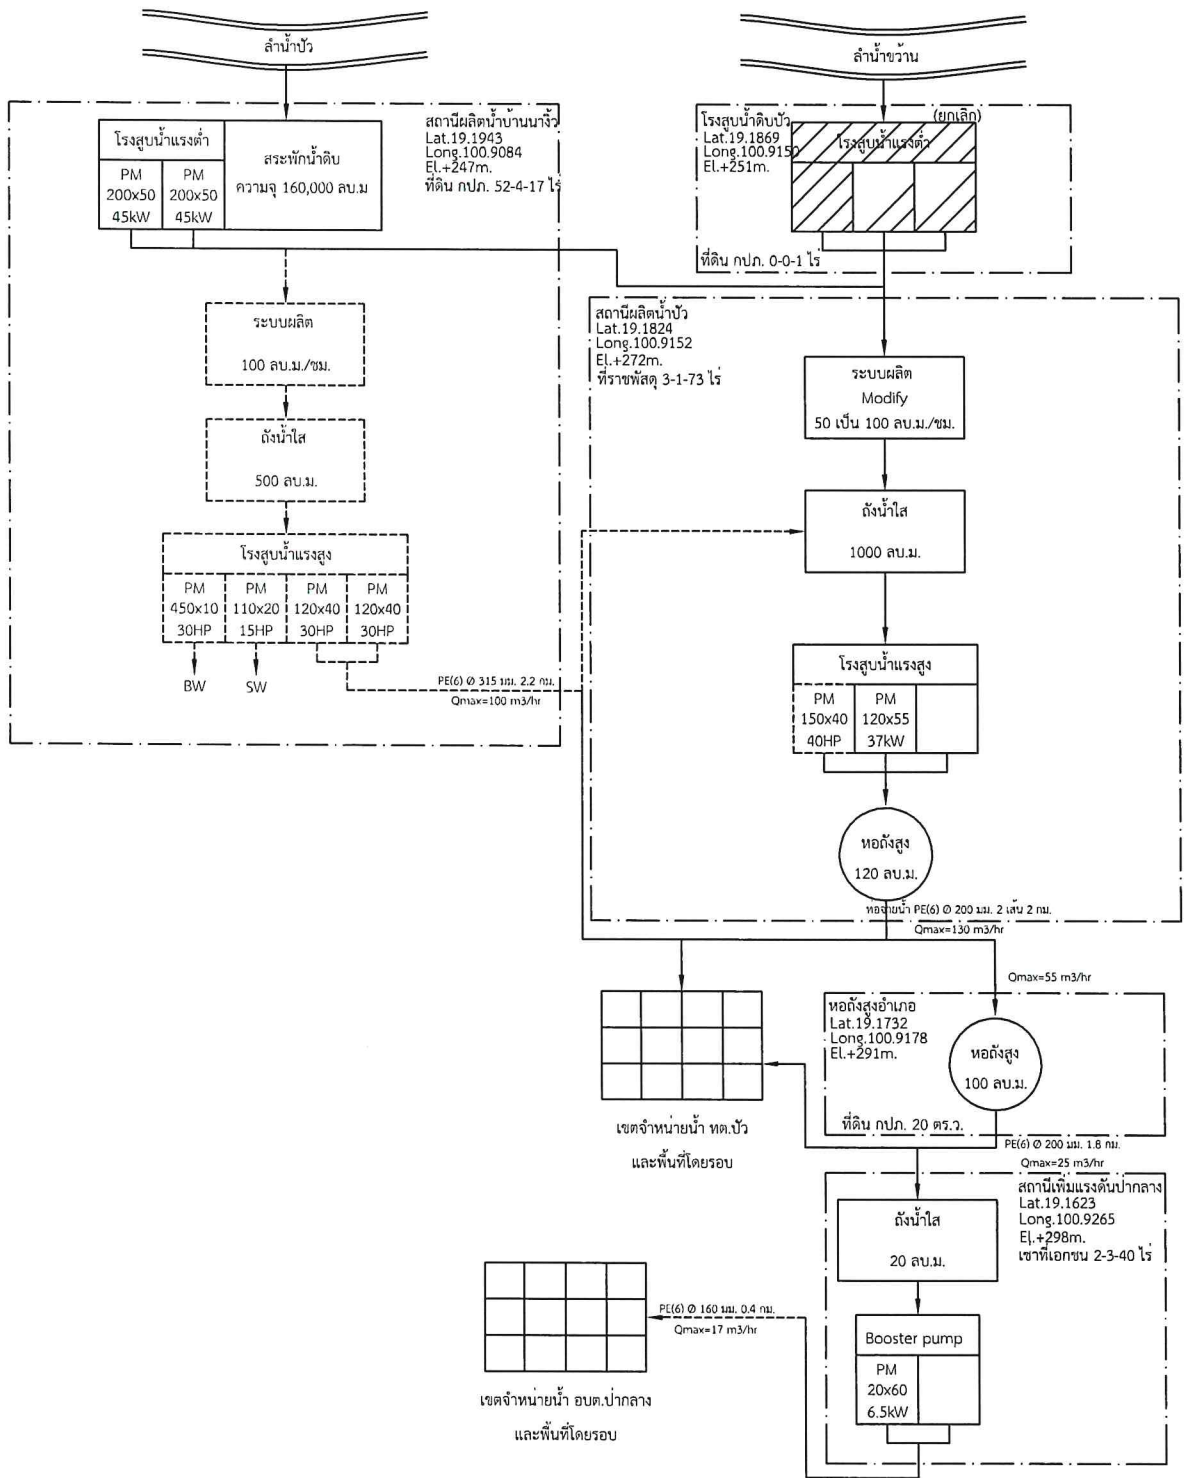 ลำน้ำปัว
ลำน้ำขว้าน
สถานีผลิตน้ำบ้านนางิ้ว
Lat.19.1943
Long.100.9084
El.+247m.
ที่ดิน กปภ. 52-4-17 ไร่
โรงสูบน้ำแรงต่ำ
PM
200x50
45kW
PM
200x50
45kW
สระพักน้ำดิบ
ความจุ 160,000 ลบ.ม
โรงสูบน้ำดิบปัว
Lat.19.1869
Long.100.9150
El.+251m.
(ยกเลิก)
โรงสูบน้ำแรงต่ำ
ที่ดิน กปภ. 0-0-1 ไร่
ระบบผลิต
100 ลบ.ม./ชม.
ถังน้ำใส
500 ลบ.ม.
โรงสูบน้ำแรงสูง
PM
450x10
30HP
PM
110x20
15HP
PM
120x40
30HP
PM
120x40
30HP
BW
SW
PE(6) Ø 315 มม. 2.2 กม.
Qmax=100 m3/hr
สถานีผลิตน้ำปัว
Lat.19.1824
Long.100.9152
El.+272m.
ที่ราชพัสดุ 3-1-73 ไร่
ระบบผลิต
Modify
50 เป็น 100 ลบ.ม./ชม.
ถังน้ำใส
1000 ลบ.ม.
โรงสูบน้ำแรงสูง
PM
150x40
40HP
PM
120x55
37kW
หอถังสูง
120 ลบ.ม.
ท่อจ่ายน้ำ PE(6) Ø 200 มม. 2 เส้น 2 กม.
Qmax=130 m3/hr
Qmax=55 m3/hr
หอถังสูงอำเภอ
Lat.19.1732
Long.100.9178
El.+291m.
หอถังสูง
100 ลบ.ม.
ที่ดิน กปภ. 20 ตร.ว.
เขตจำหน่ายน้ำ ทต.ปัว
และพื้นที่โดยรอบ
PE(6) Ø 200 มม. 1.8 กม.
Qmax=25 m3/hr
สถานีเพิ่มแรงดันป่ากลาง
Lat.19.1623
Long.100.9265
El.+298m.
เช่าที่เอกชน 2-3-40 ไร่
ถังน้ำใส
20 ลบ.ม.
Booster pump
PM
20x60
6.5kW
PE(6) Ø 160 มม. 0.4 กม.
Qmax=17 m3/hr
เขตจำหน่ายน้ำ อบต.ป่ากลาง
และพื้นที่โดยรอบ